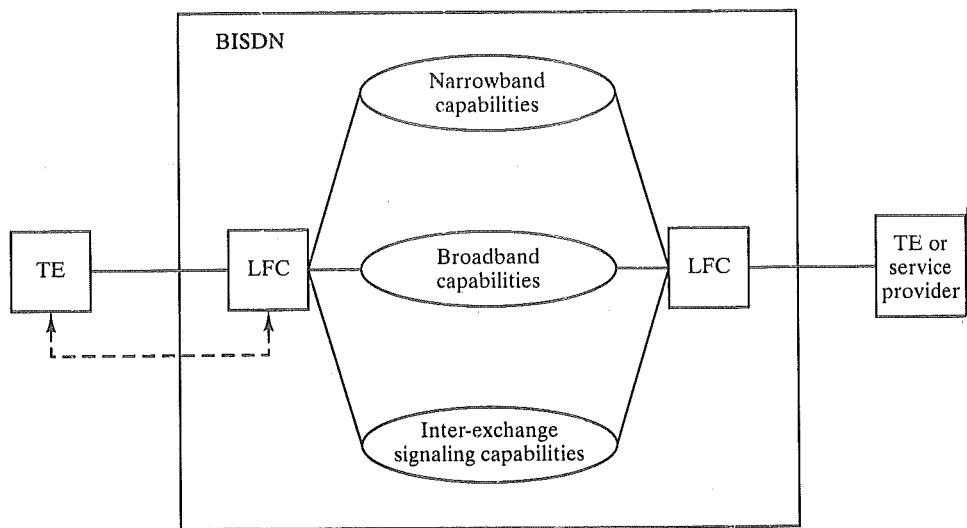 BISDN
Narrowband
capabilities
TE
LFC
Broadband
capabilities
LFC
TE or
service
provider
Inter-exchange
signaling capabilities